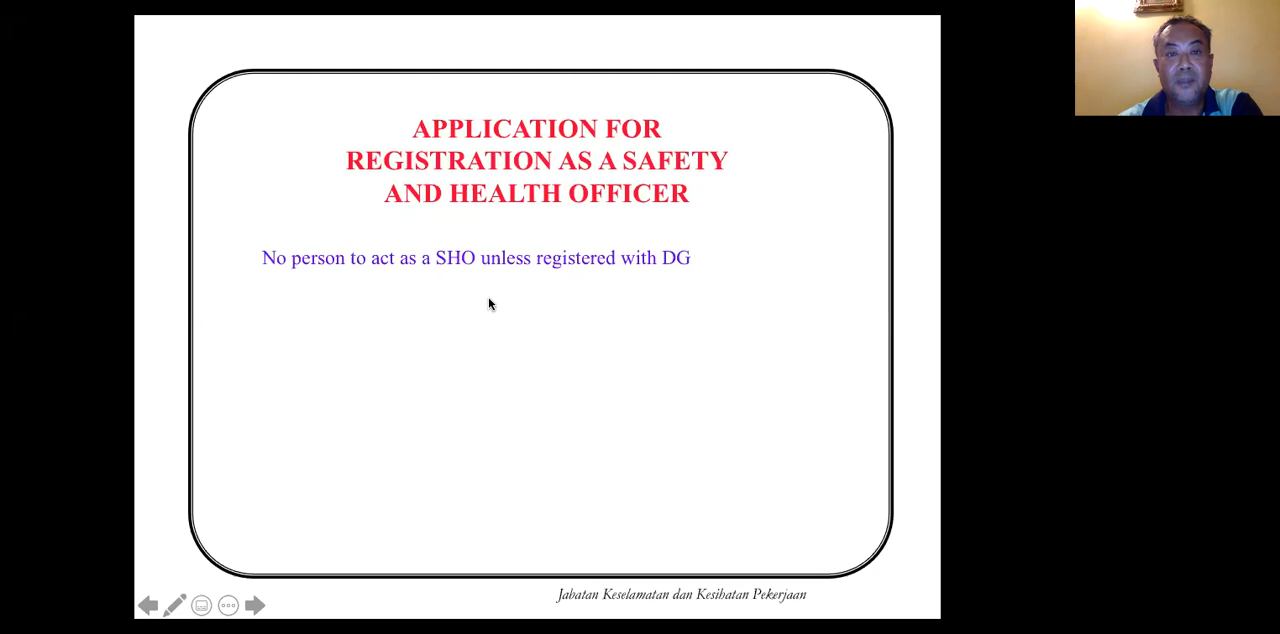 APPLICATION FOR
REGISTRATION AS A SAFETY
AND HEALTH OFFICER
No person to act as a SHO unless registered with DG
Jabatan Keselamatan dan Kesihatan Pekerjaan